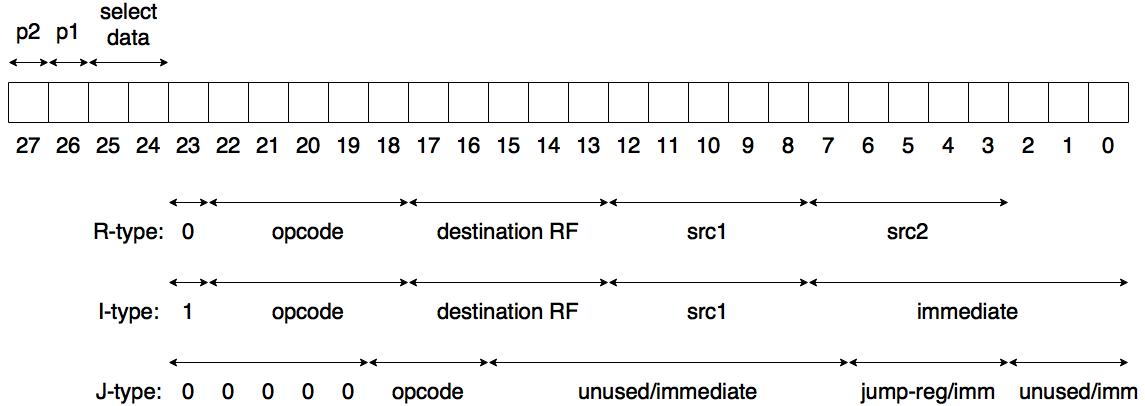 select
p2 p1 data
27 26 25 24 23 22 21 20 19 18 17 16 15 14 13 12 11 10 9 8 7 6 5 4 3 2 1 0
R-type: 0 opcode destination RF src1 src2
I-type: 1 opcode destination RF src1 immediate
J-type: 0 0 0 0 0 opcode unused/immediate jump-reg/imm unused/imm